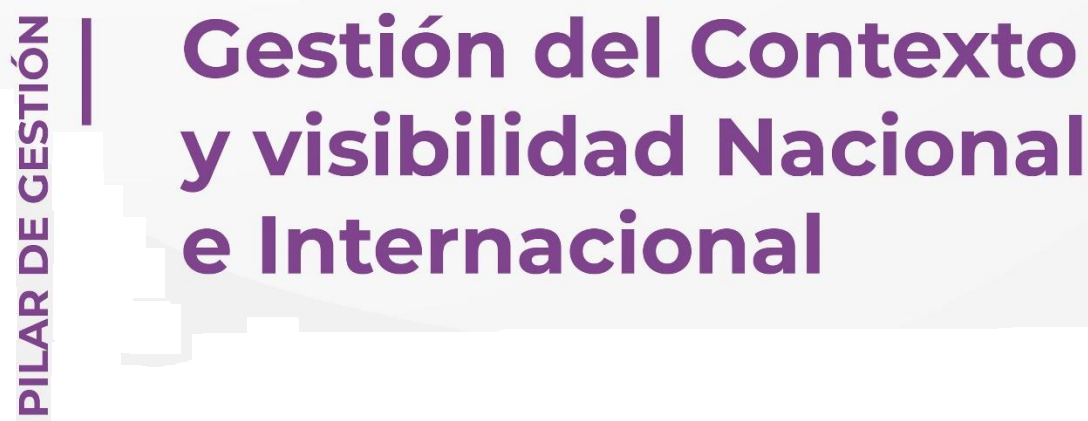 PILAR DE GESTIÓN
Gestión del Contexto
y visibilidad Nacional
e Internacional